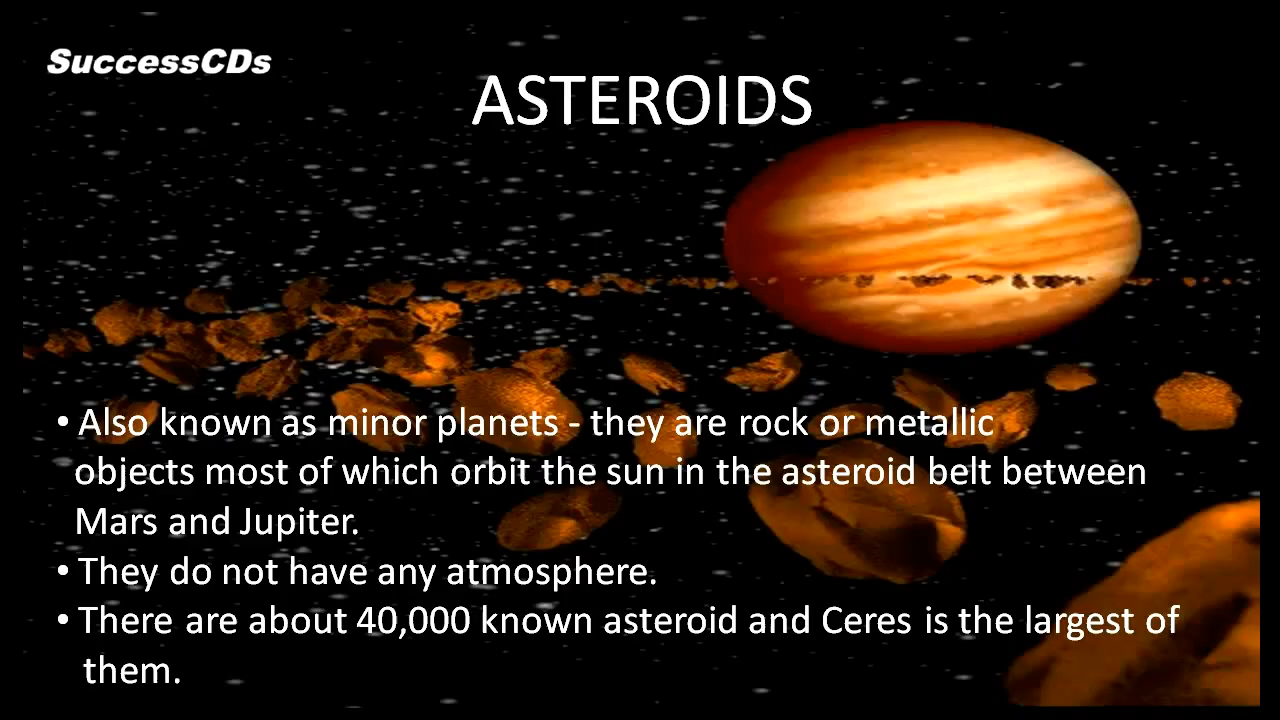 SuccessCDs
ASTEROIDS
• Also known as minor planets - they are rock or metallic
objects most of which orbit the sun in the asteroid belt between
Mars and Jupiter.
• They do not have any atmosphere.
• There are about 40,000 known asteroid and Ceres is the largest of
them.